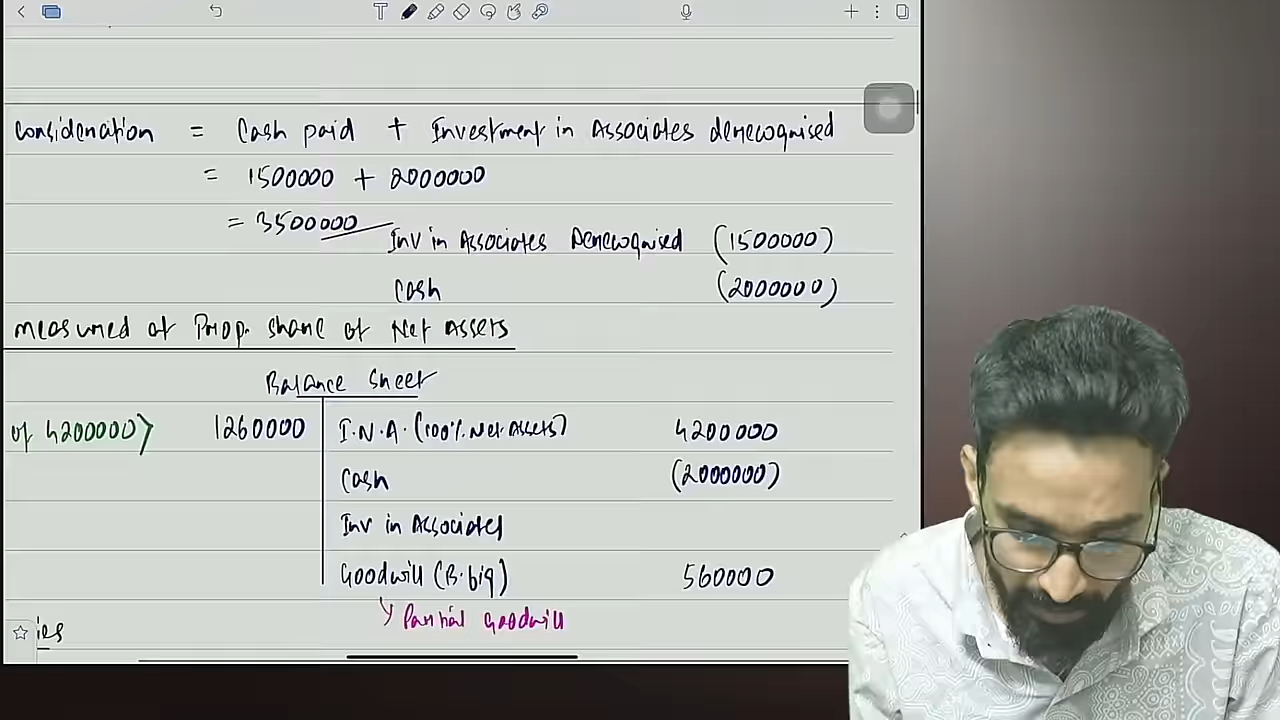 Consideration = Cash paid + Investment in Associates derecognised
= 1500000 + 2000000
= 3500000
Inv in Associates Derecognised (1500000)
Cash (2000000)
measured at Prop. share of Net Assets
Balance Sheet
of 4200000> 1260000 I.N.A. (100% Net Assets) 4200000
Cash (2000000)
Inv in Associates
Goodwill (B.fig) 560000
Partial Goodwill
ies